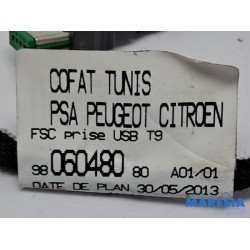 COFAT TUNIS
PSA PEUGEOT CITROEN
FSC prise USB T9
98 060480 80 A01/01
DATE DE PLAN 30/05/2013